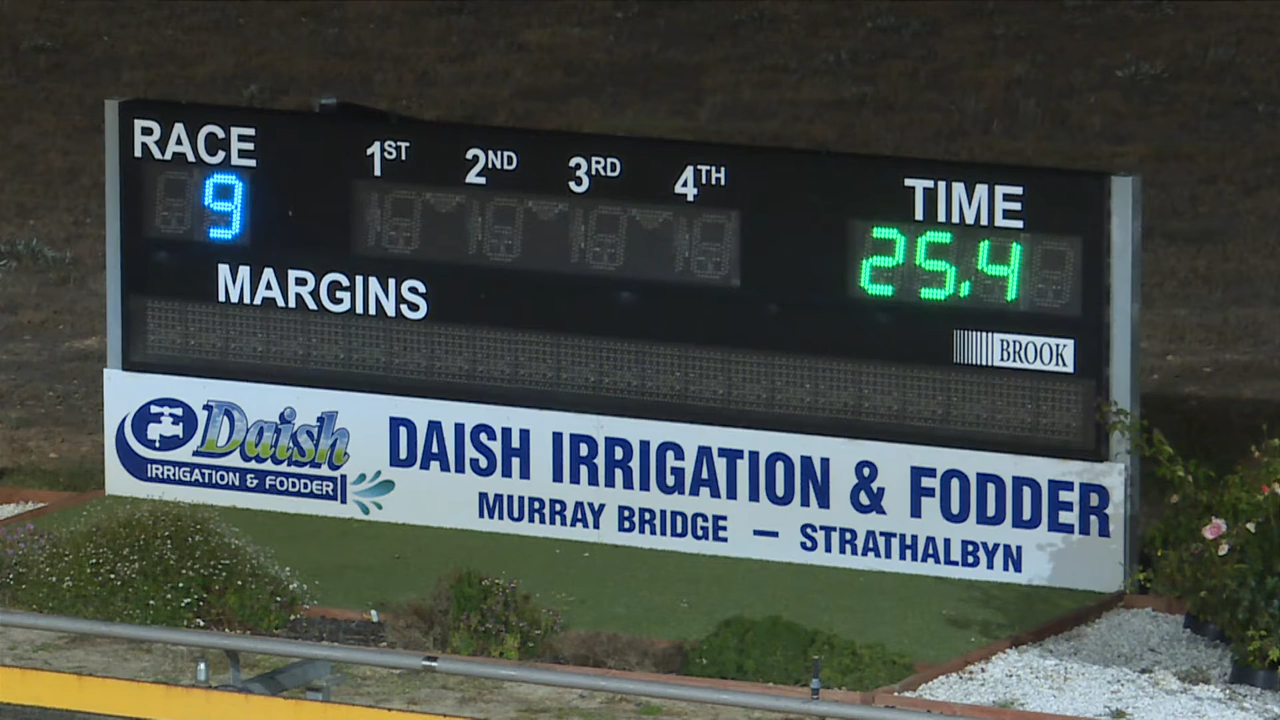 RACE 1ST 2ND 3RD 4TH TIME
9 25.4
MARGINS
BROOK
Daish
IRRIGATION & FODDER
DAISH IRRIGATION & FODDER
MURRAY BRIDGE – STRATHALBYN